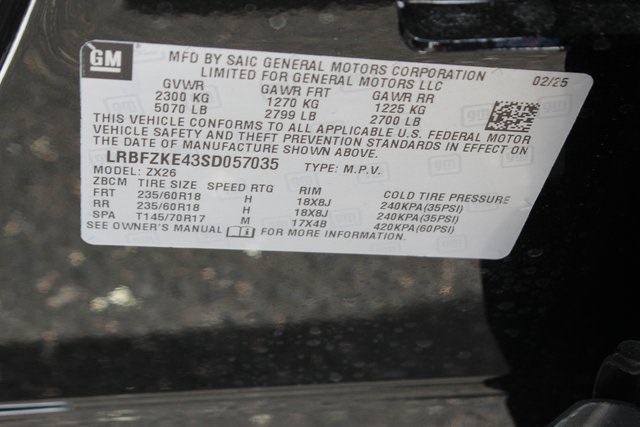 GM
MFD BY SAIC GENERAL MOTORS CORPORATION
LIMITED FOR GENERAL MOTORS LLC
02/25
GVWR GAWR FRT GAWR RR
2300 KG 1270 KG 1225 KG
5070 LB 2799 LB 2700 LB
THIS VEHICLE CONFORMS TO ALL APPLICABLE U.S. FEDERAL MOTOR
VEHICLE SAFETY AND THEFT PREVENTION STANDARDS IN EFFECT ON
THE DATE OF MANUFACTURE SHOWN ABOVE.
LRBFZKE43SD057035 TYPE: M.P.V.
MODEL: ZX26
ZBCM TIRE SIZE SPEED RTG RIM COLD TIRE PRESSURE
FRT 235/60R18 H 18X8J 240KPA(35PSI)
RR 235/60R18 H 18X8J 240KPA(35PSI)
SPA T145/70R17 M 17X4B 420KPA(60PSI)
SEE OWNER'S MANUAL FOR MORE INFORMATION.